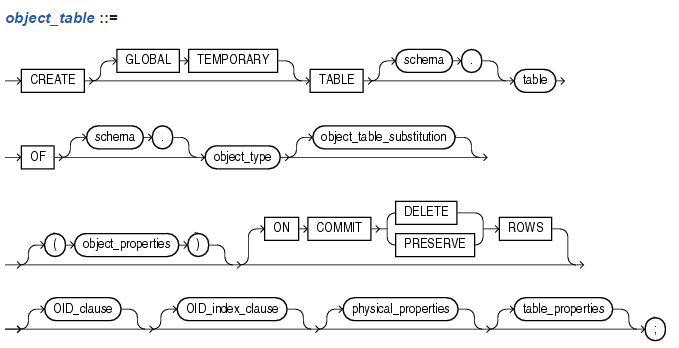 object_table ::=
GLOBAL TEMPORARY schema .
CREATE TABLE table
schema . object_table_substitution
OF object_type
DELETE
( object_properties ) ON COMMIT ROWS
PRESERVE
OID_clause OID_index_clause physical_properties table_properties
;